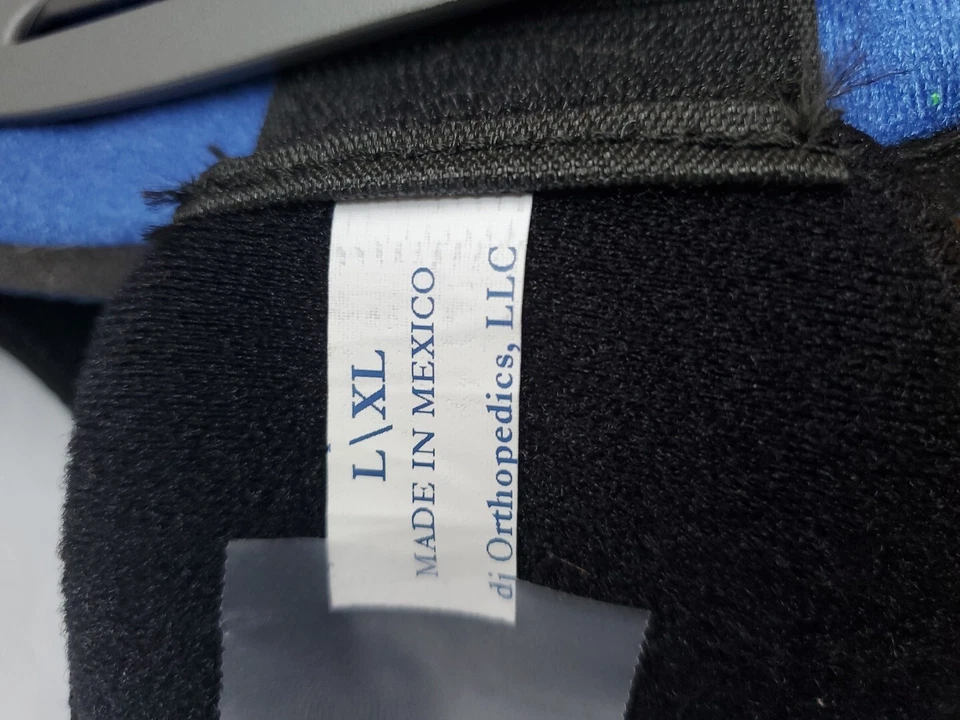 L\XL
MADE IN MEXICO
dj Orthopedics, LLC